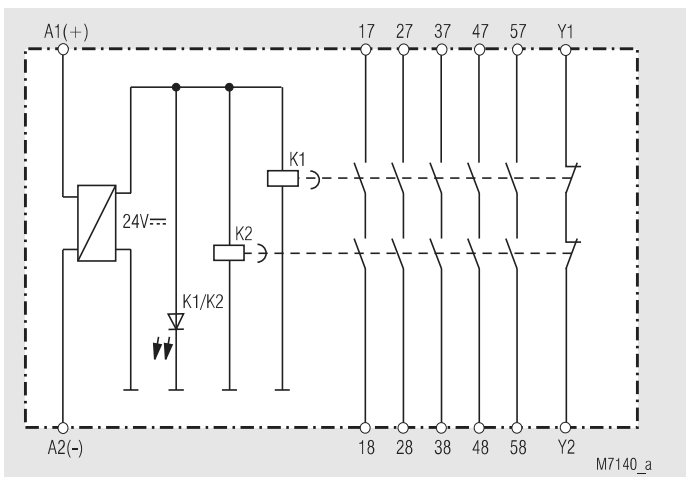 A1(+) 17 27 37 47 57 Y1
K1
24V
K2
K1/K2
A2(-) 18 28 38 48 58 Y2
M7140_a